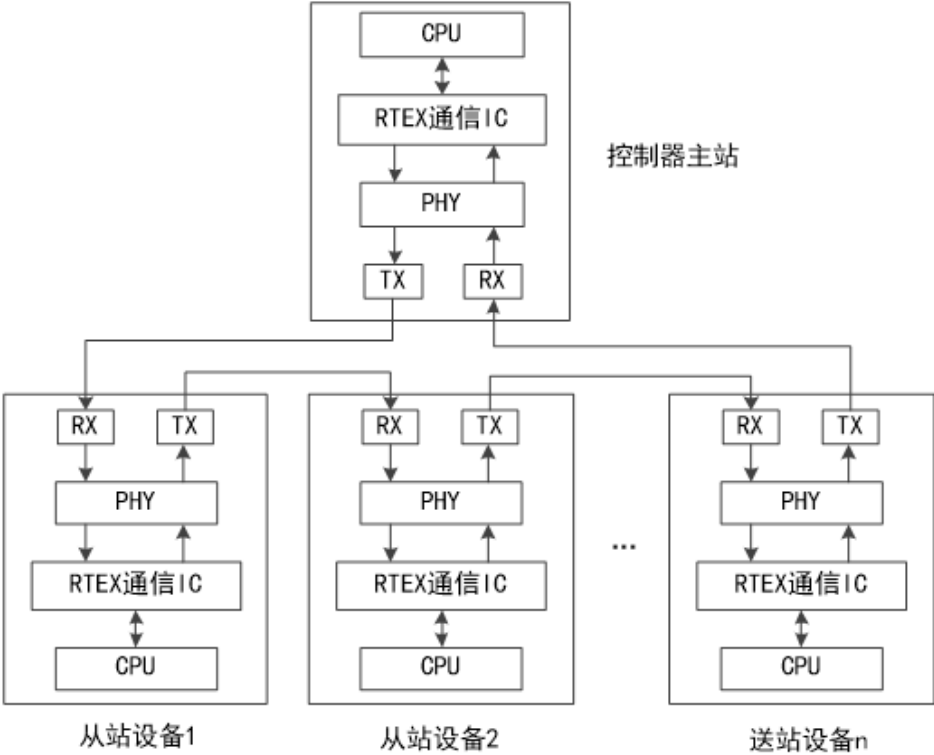 CPU
RTEX通信IC
控制器主站
PHY
TX RX
RX TX RX TX RX TX
PHY PHY PHY
...
RTEX通信IC RTEX通信IC RTEX通信IC
CPU CPU CPU
从站设备1 从站设备2 送站设备n